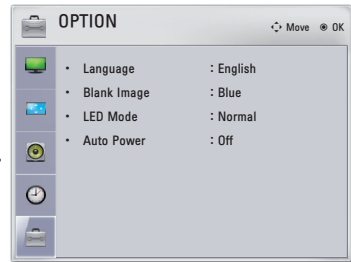 OPTION
Move OK
• Language : English
• Blank Image : Blue
• LED Mode : Normal
• Auto Power : Off